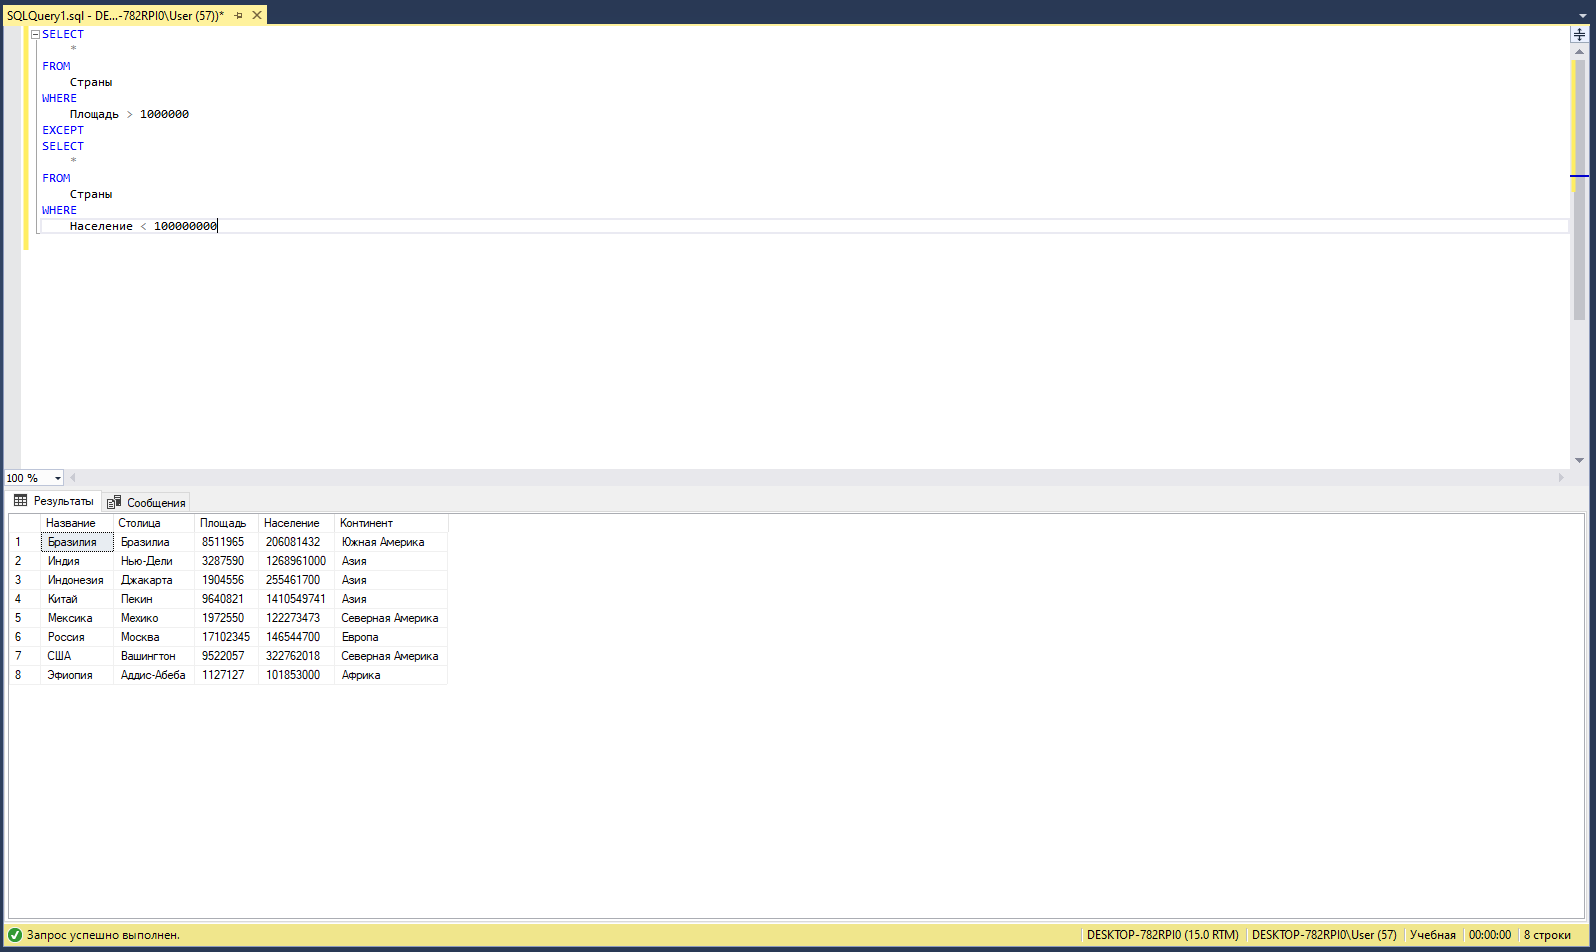 SQLQuery1.sql - DE...-782RPI0\User (57))*
SELECT
*
FROM
Страны
WHERE
Площадь > 1000000
EXCEPT
SELECT
*
FROM
Страны
WHERE
Население < 100000000
100 %
Результаты Сообщения
Название Столица Площадь Население Континент
1 Бразилия Бразилиа 8511965 206081432 Южная Америка
2 Индия Нью-Дели 3287590 1268961000 Азия
3 Индонезия Джакарта 1904556 255461700 Азия
4 Китай Пекин 9640821 1410549741 Азия
5 Мексика Мехико 1972550 122273473 Северная Америка
6 Россия Москва 17102345 146544700 Европа
7 США Вашингтон 9522057 322762018 Северная Америка
8 Эфиопия Аддис-Абеба 1127127 101853000 Африка
Запрос успешно выполнен. DESKTOP-782RPI0 (15.0 RTM) DESKTOP-782RPI0\User (57) Учебная 00:00:00 8 строки